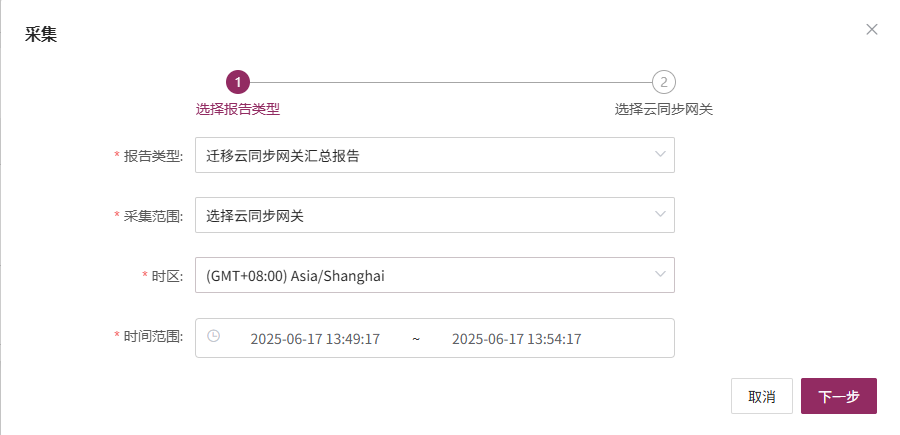 采集
1
2
选择报告类型
选择云同步网关
* 报告类型: 迁移云同步网关汇总报告
* 采集范围: 选择云同步网关
* 时区: (GMT+08:00) Asia/Shanghai
* 时间范围: 2025-06-17 13:49:17 ~ 2025-06-17 13:54:17
取消
下一步